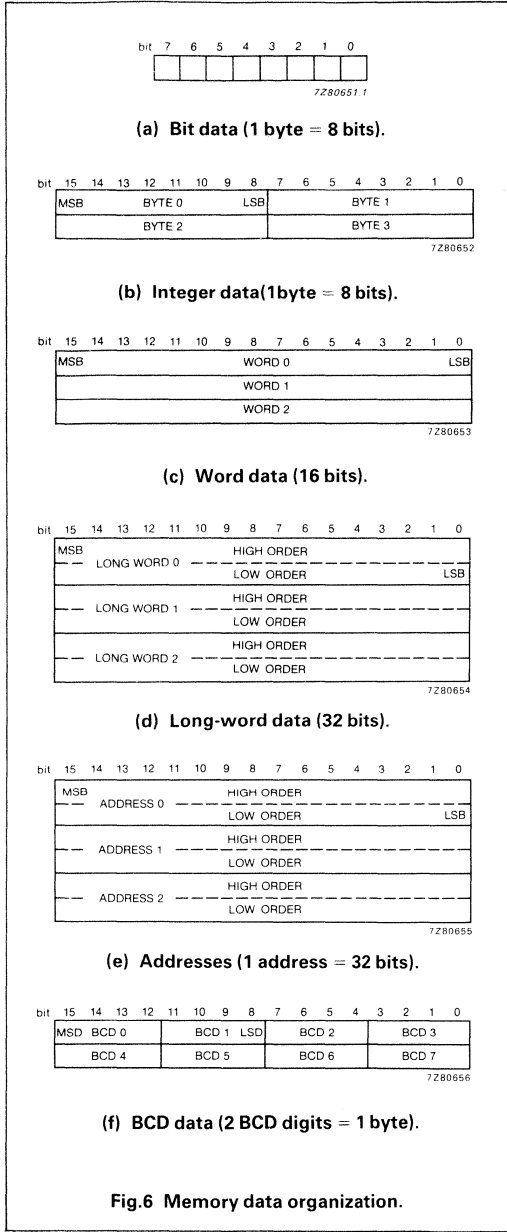 bit 7 6 5 4 3 2 1 0
7Z80651.1
(a) Bit data (1 byte = 8 bits).
bit 15 14 13 12 11 10 9 8 7 6 5 4 3 2 1 0
MSB BYTE 0 LSB BYTE 1
BYTE 2 BYTE 3
7Z80652
(b) Integer data(1byte = 8 bits).
bit 15 14 13 12 11 10 9 8 7 6 5 4 3 2 1 0
MSB WORD 0 LSB
WORD 1
WORD 2
7Z80653
(c) Word data (16 bits).
bit 15 14 13 12 11 10 9 8 7 6 5 4 3 2 1 0
MSB HIGH ORDER
LONG WORD 0
LOW ORDER LSB
HIGH ORDER
LONG WORD 1
LOW ORDER
HIGH ORDER
LONG WORD 2
LOW ORDER
7Z80654
(d) Long-word data (32 bits).
bit 15 14 13 12 11 10 9 8 7 6 5 4 3 2 1 0
MSB HIGH ORDER
ADDRESS 0
LOW ORDER LSB
HIGH ORDER
ADDRESS 1
LOW ORDER
HIGH ORDER
ADDRESS 2
LOW ORDER
7Z80655
(e) Addresses (1 address = 32 bits).
bit 15 14 13 12 11 10 9 8 7 6 5 4 3 2 1 0
MSD BCD 0 BCD 1 LSD BCD 2 BCD 3
BCD 4 BCD 5 BCD 6 BCD 7
7Z80656
(f) BCD data (2 BCD digits = 1 byte).
Fig.6 Memory data organization.